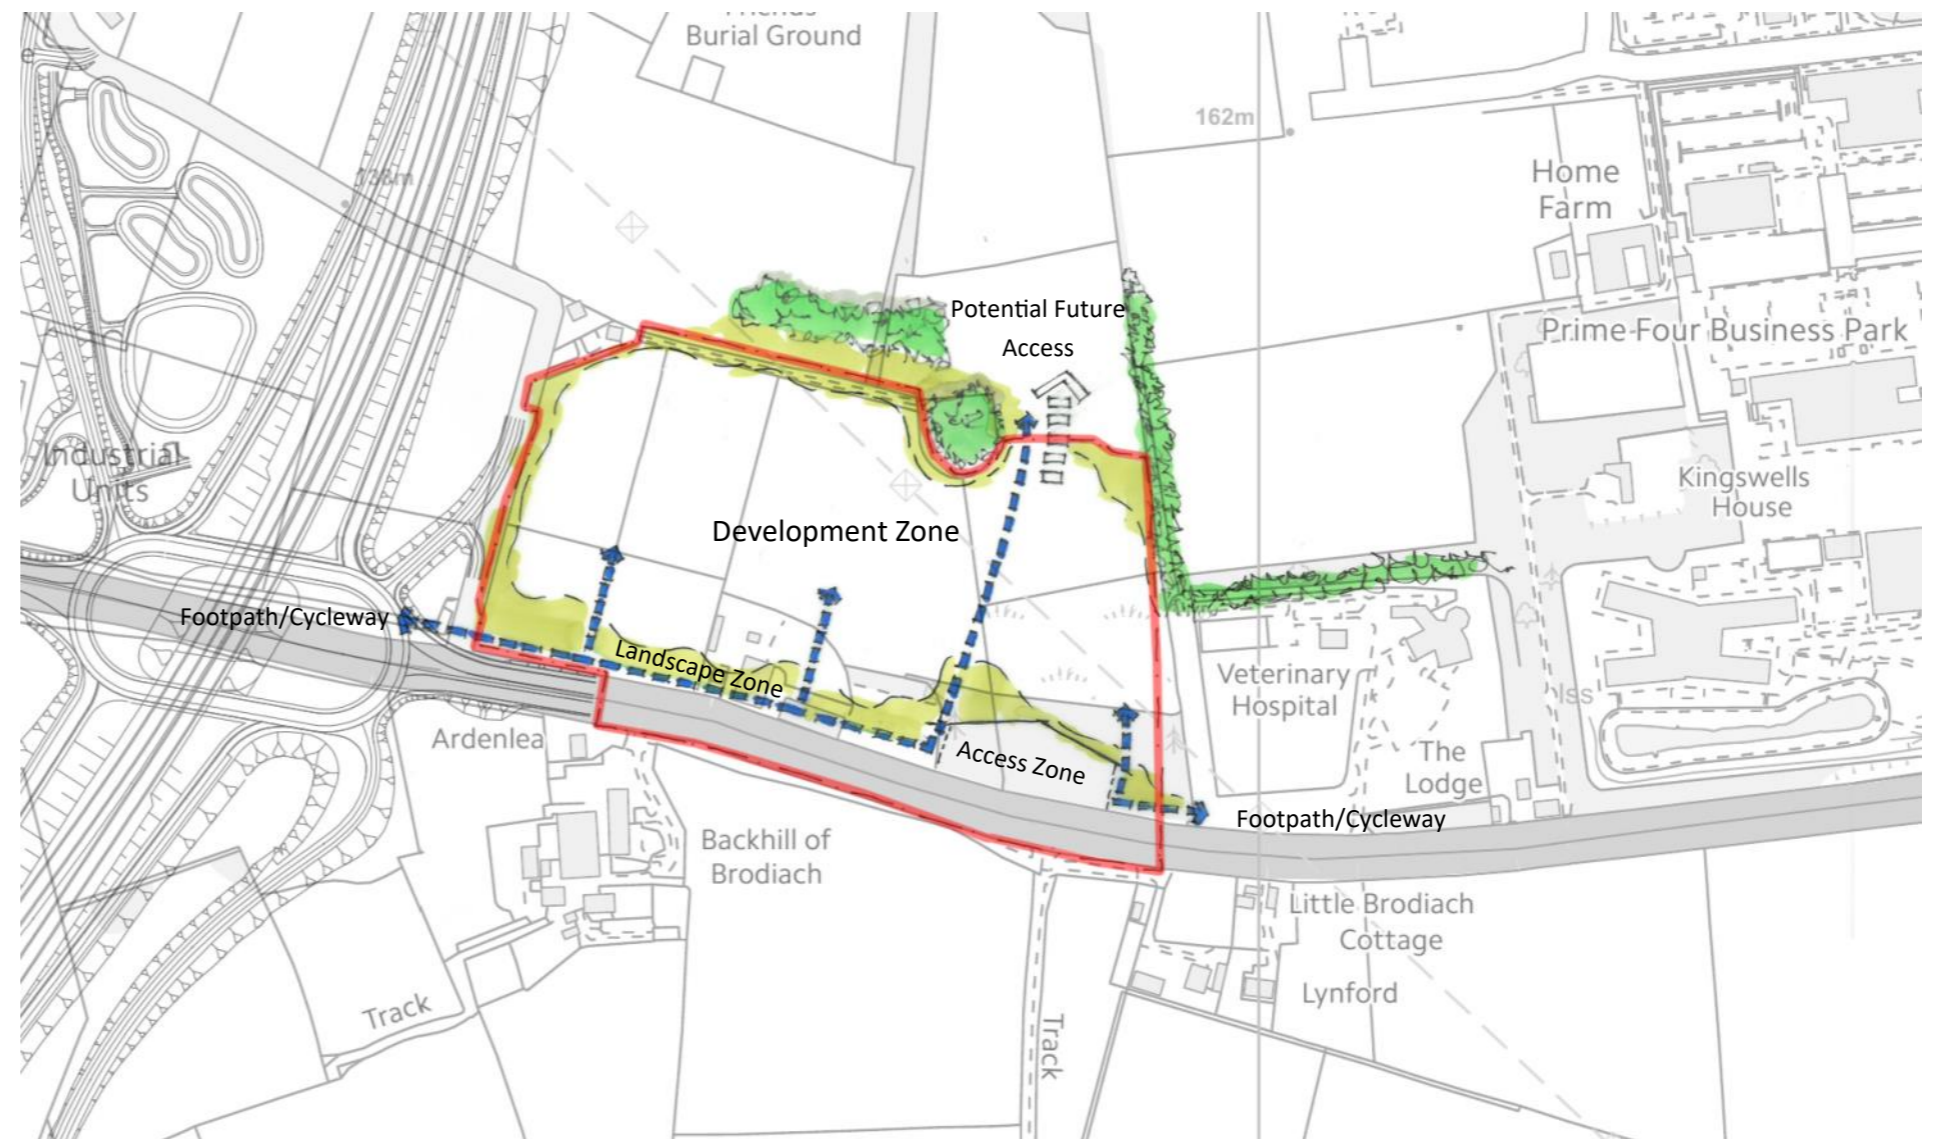 Burial Ground
162m
138m
Home
Farm
Potential Future
Access
Prime Four Business Park
Industrial
Units
Kingswells
House
Development Zone
Footpath/Cycleway
Landscape Zone
Veterinary
Hospital
Iss
Ardenlea
Access Zone
The
Lodge
Footpath/Cycleway
Backhill of
Brodiach
Little Brodiach
Cottage
Lynford
Track
Track